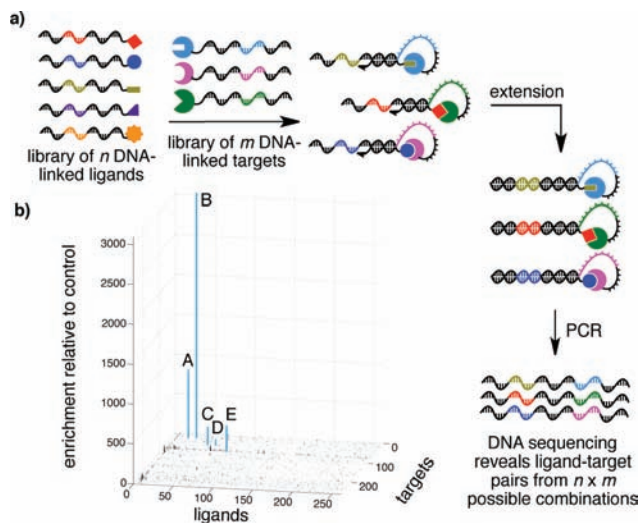 a)
library of n DNA-
linked ligands
library of m DNA-
linked targets
extension
PCR
DNA sequencing
reveals ligand-target
pairs from n x m
possible combinations
b)
enrichment relative to control
3000
2500
2000
1500
1000
500
0
A
B
C
D
E
0
50
100
150
200
250
ligands
0
100
200
targets